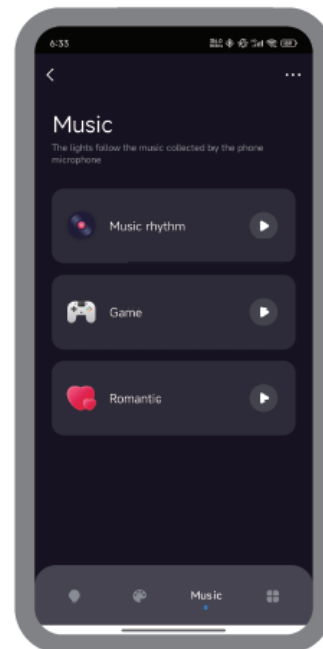 6:33
Music
The lights follow the music collected by the phone
microphone
Music rhythm
Game
Romantic
Music